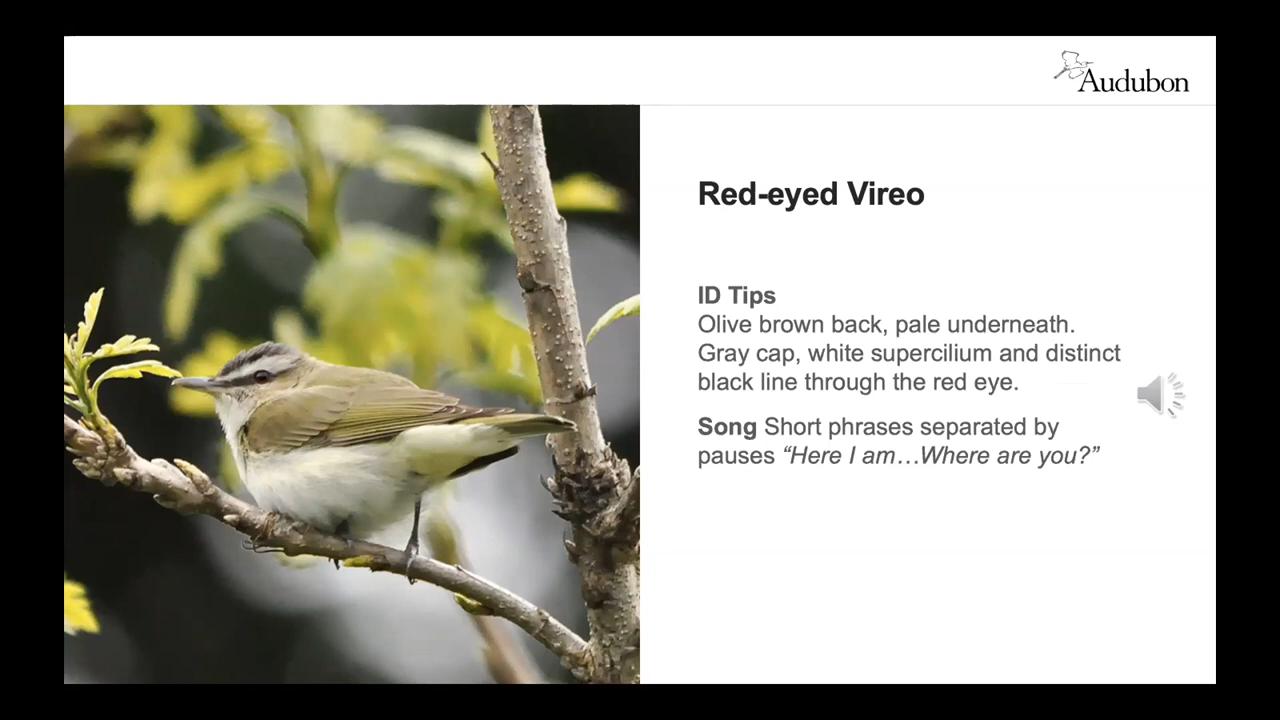 Audubon
Red-eyed Vireo
ID Tips
Olive brown back, pale underneath.
Gray cap, white supercilium and distinct
black line through the red eye.
Song Short phrases separated by
pauses “Here I am…Where are you?”